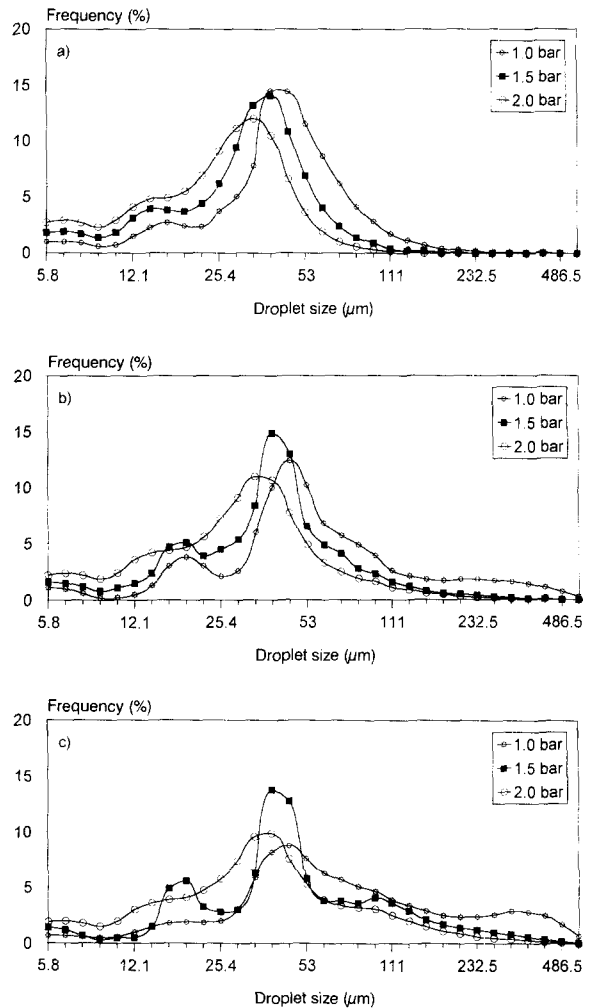 Frequency (%)
20
a)
1.0 bar
1.5 bar
2.0 bar
15
10
5
0
5.8 12.1 25.4 53 111 232.5 486.5
Droplet size (µm)
Frequency (%)
20
b)
1.0 bar
1.5 bar
2.0 bar
15
10
5
0
5.8 12.1 25.4 53 111 232.5 486.5
Droplet size (µm)
Frequency (%)
20
c)
1.0 bar
1.5 bar
2.0 bar
15
10
5
0
5.8 12.1 25.4 53 111 232.5 486.5
Droplet size (µm)